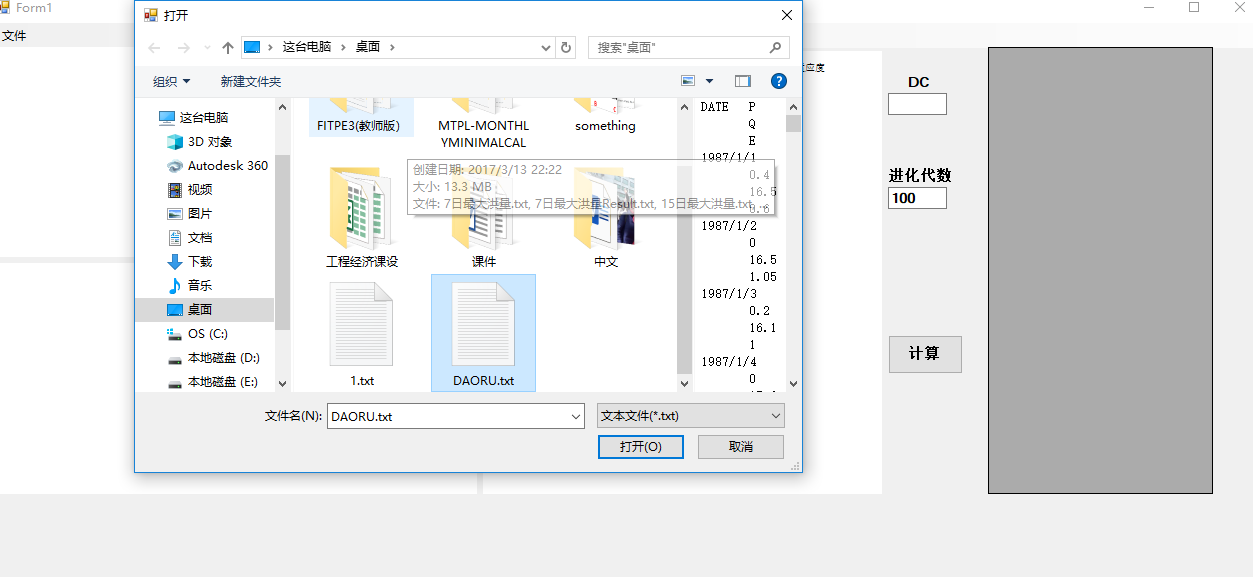 Form1
文件
打开
这台电脑
桌面
搜索"桌面"
组织
新建文件夹
这台电脑
3D 对象
Autodesk 360
视频
图片
文档
下载
音乐
桌面
OS (C:)
本地磁盘 (D:)
本地磁盘 (E:)
FITPE3(教师版)
MTPL-MONTHL
YMINIMALCAL
something
创建日期: 2017/3/13 22:22
大小: 13.3 MB
文件: 7日最大洪量.txt, 7日最大洪量Result.txt, 15日最大洪量.txt, ...
工程经济课设
课件
中文
1.txt
DAORU.txt
DATE P
Q
E
1987/1/1
0.4
16.5
0.6
1987/1/2
0
16.51
1.05
1987/1/3
0.2
16.1
1
1987/1/4
0
文件名(N):
DAORU.txt
文本文件(*.txt)
打开(O)
取消
应度
DC
进化代数
100
计算